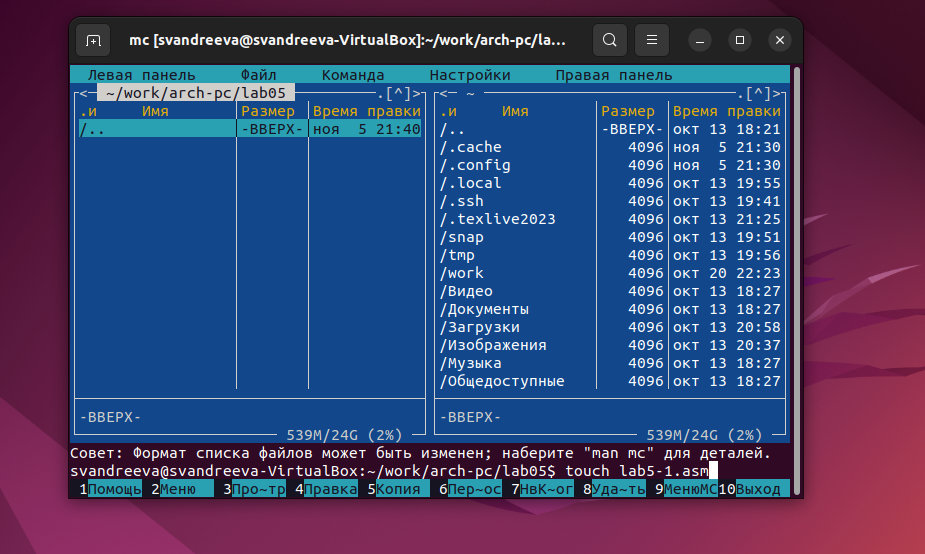 mc [svandreeva@svandreeva-VirtualBox]:~/work/arch-pc/la...
Левая панель Файл Команда Настройки Правая панель
<─ ~/work/arch-pc/lab05 ─.[^]>
.и Имя Размер Время правки
/.. -ВВЕРХ- ноя 5 21:40
-ВВЕРХ-
539M/24G (2%)
<─ ~ ─.[^]>
.и Имя Размер Время правки
/.. -ВВЕРХ- окт 13 18:21
/.cache 4096 ноя 5 21:30
/.config 4096 ноя 5 21:30
/.local 4096 окт 13 19:55
/.ssh 4096 окт 13 19:41
/.texlive2023 4096 окт 13 21:25
/snap 4096 окт 13 19:51
/tmp 4096 окт 13 19:56
/work 4096 окт 20 22:23
/Видео 4096 окт 13 18:27
/Документы 4096 окт 13 18:27
/Загрузки 4096 окт 13 20:58
/Изображения 4096 окт 13 20:37
/Музыка 4096 окт 13 18:27
/Общедоступные 4096 окт 13 18:27
-ВВЕРХ-
539M/24G (2%)
Совет: Формат списка файлов может быть изменен; наберите "man mc" для деталей.
svandreeva@svandreeva-VirtualBox:~/work/arch-pc/lab05$ touch lab5-1.asm
1Помощь 2Меню 3Про~тр 4Правка 5Копия 6Пер~ос 7НвК~ог 8Уда~ть 9МенюМС10Выход